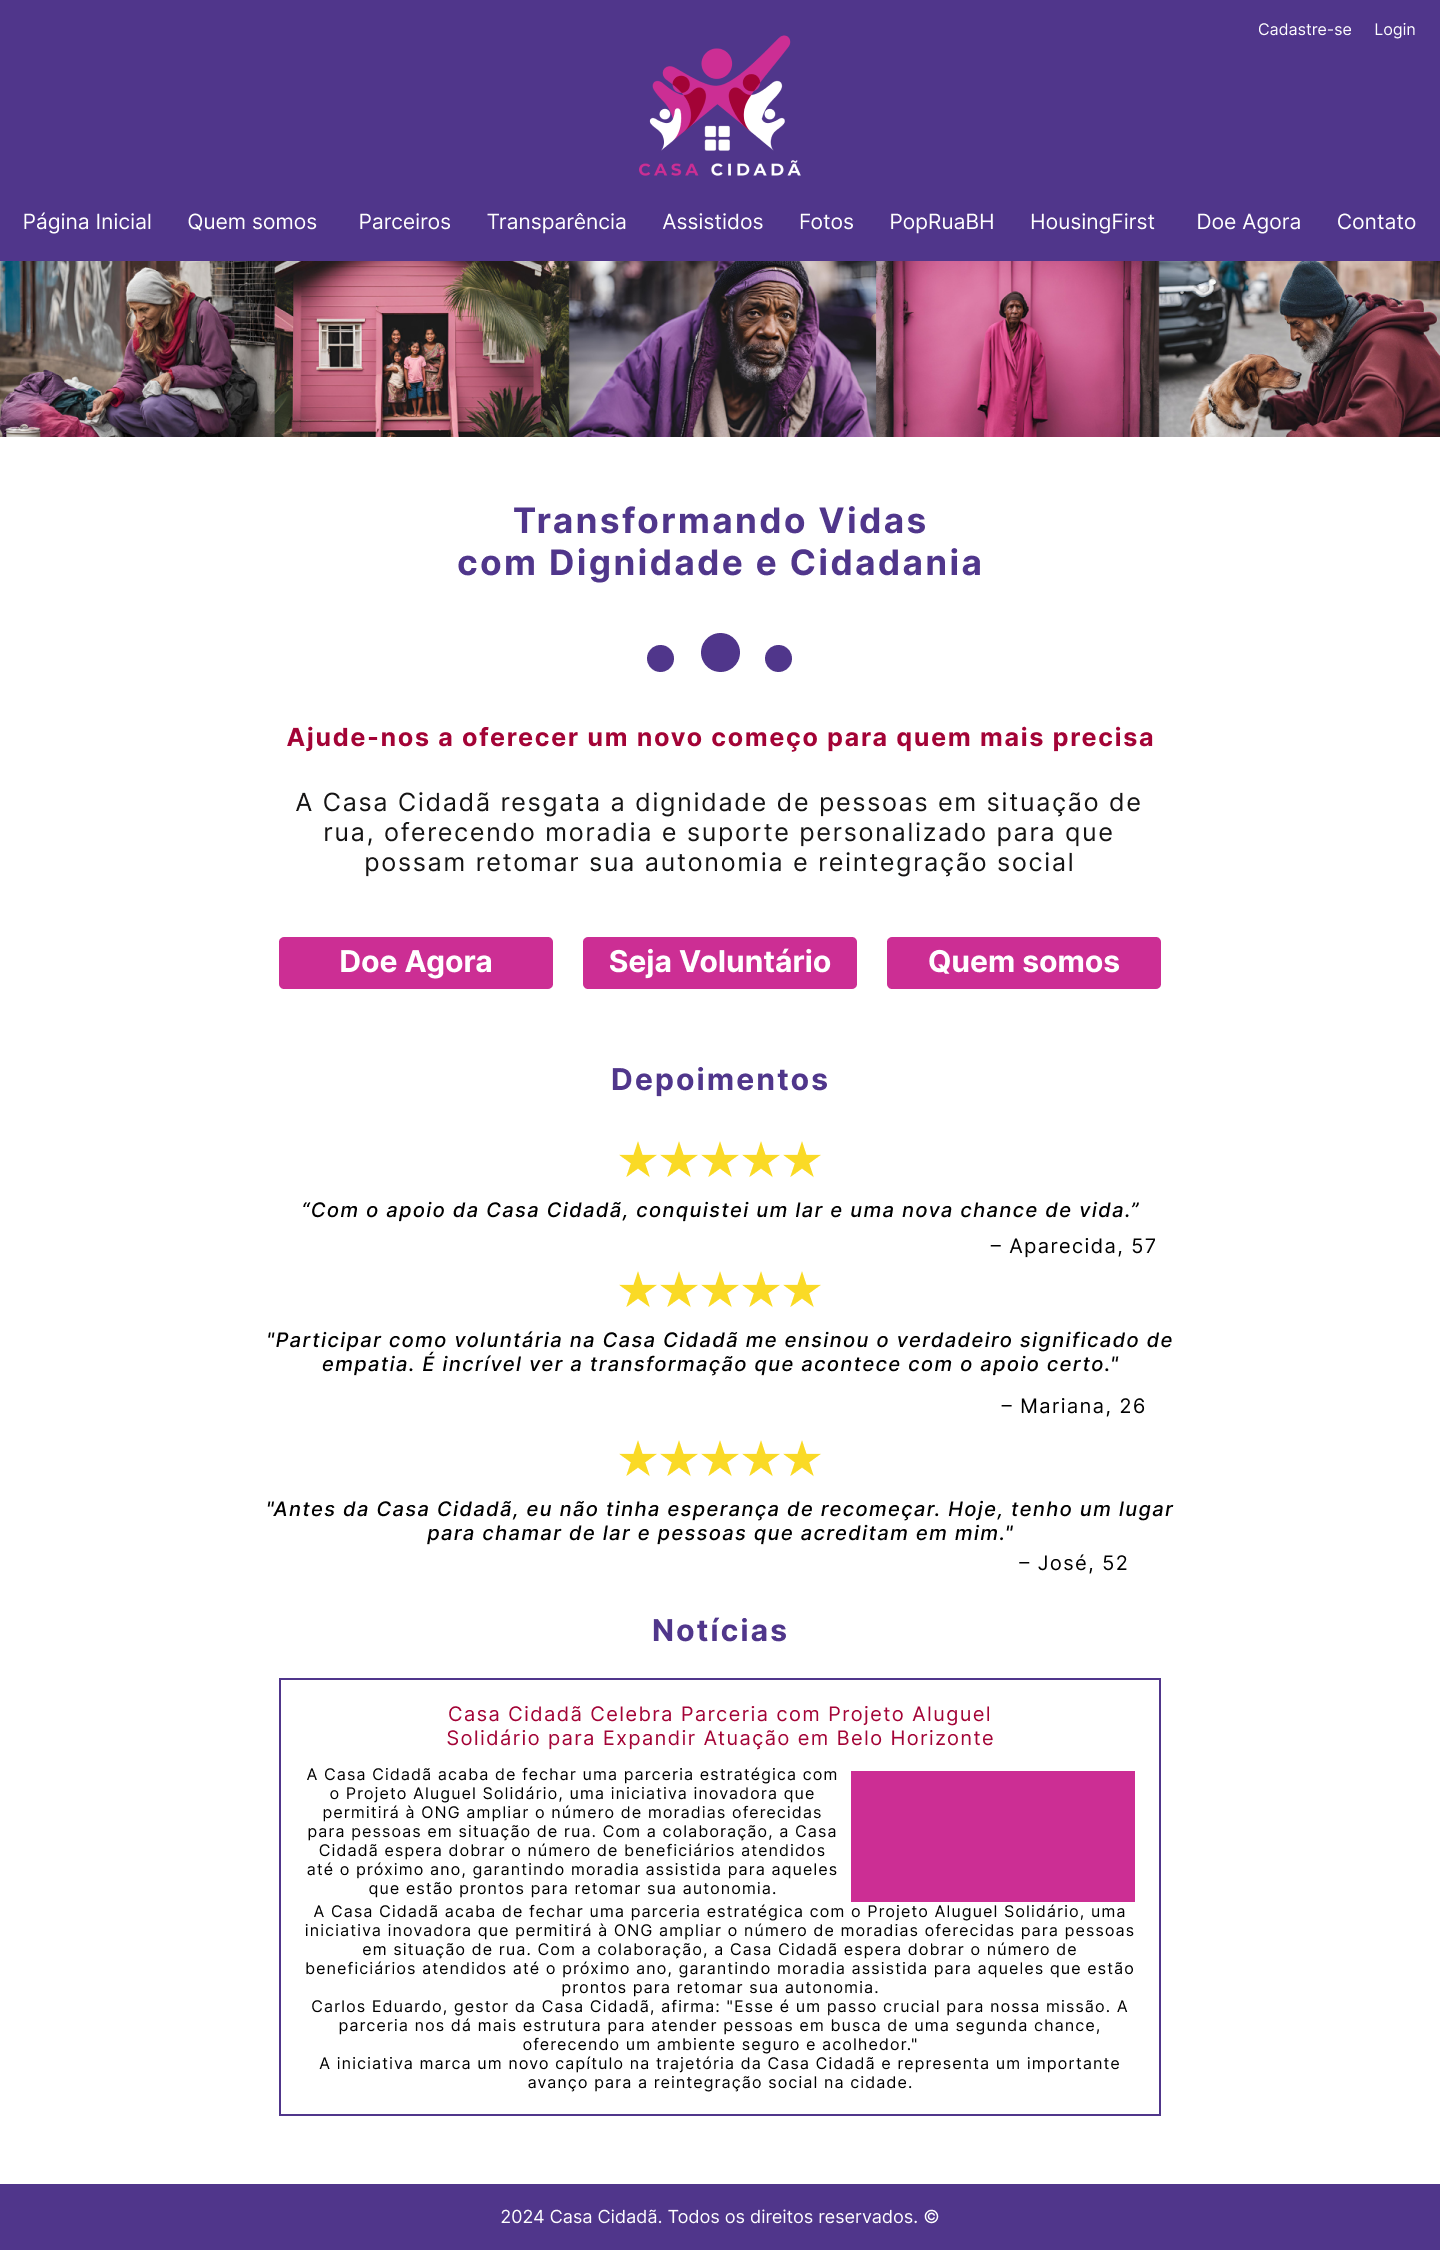 Cadastre-se Login
CASA CIDADÃ
Página Inicial Quem somos Parceiros Transparência Assistidos Fotos PopRuaBH HousingFirst Doe Agora Contato
Transformando Vidas
com Dignidade e Cidadania
Ajude-nos a oferecer um novo começo para quem mais precisa
A Casa Cidadã resgata a dignidade de pessoas em situação de
rua, oferecendo moradia e suporte personalizado para que
possam retomar sua autonomia e reintegração social
Doe Agora Seja Voluntário Quem somos
Depoimentos
“Com o apoio da Casa Cidadã, conquistei um lar e uma nova chance de vida.”
– Aparecida, 57
"Participar como voluntária na Casa Cidadã me ensinou o verdadeiro significado de
empatia. É incrível ver a transformação que acontece com o apoio certo."
– Mariana, 26
"Antes da Casa Cidadã, eu não tinha esperança de recomeçar. Hoje, tenho um lugar
para chamar de lar e pessoas que acreditam em mim."
– José, 52
Notícias
Casa Cidadã Celebra Parceria com Projeto Aluguel
Solidário para Expandir Atuação em Belo Horizonte
A Casa Cidadã acaba de fechar uma parceria estratégica com
o Projeto Aluguel Solidário, uma iniciativa inovadora que
permitirá à ONG ampliar o número de moradias oferecidas
para pessoas em situação de rua. Com a colaboração, a Casa
Cidadã espera dobrar o número de beneficiários atendidos
até o próximo ano, garantindo moradia assistida para aqueles
que estão prontos para retomar sua autonomia.
A Casa Cidadã acaba de fechar uma parceria estratégica com o Projeto Aluguel Solidário, uma
iniciativa inovadora que permitirá à ONG ampliar o número de moradias oferecidas para pessoas
em situação de rua. Com a colaboração, a Casa Cidadã espera dobrar o número de
beneficiários atendidos até o próximo ano, garantindo moradia assistida para aqueles que estão
prontos para retomar sua autonomia.
Carlos Eduardo, gestor da Casa Cidadã, afirma: "Esse é um passo crucial para nossa missão. A
parceria nos dá mais estrutura para atender pessoas em busca de uma segunda chance,
oferecendo um ambiente seguro e acolhedor."
A iniciativa marca um novo capítulo na trajetória da Casa Cidadã e representa um importante
avanço para a reintegração social na cidade.
2024 Casa Cidadã. Todos os direitos reservados. ©